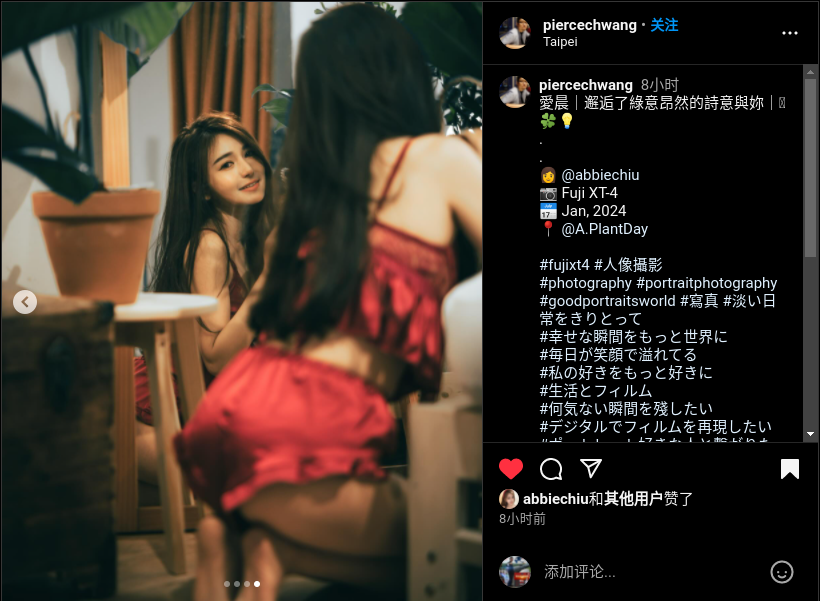 piercechwang · 关注
Taipei
piercechwang 8小时
愛晨｜邂逅了綠意昂然的詩意與妳｜
🍀💡
.
.
👩 @abbiechiu
📷 Fuji XT-4
📅 Jan, 2024
📍 @A.PlantDay
#fujixt4 #人像攝影
#photography #portraitphotography
#goodportraitsworld #寫真 #淡い日
常をきりとって
#幸せな瞬間をもっと世界に
#毎日が笑顔で溢れてる
#私の好きをもっと好きに
#生活とフィルム
#何気ない瞬間を殘したい
#デジタルでフィルムを再現したい
abbiechiu和其他用户赞了
8小时前
添加评论...